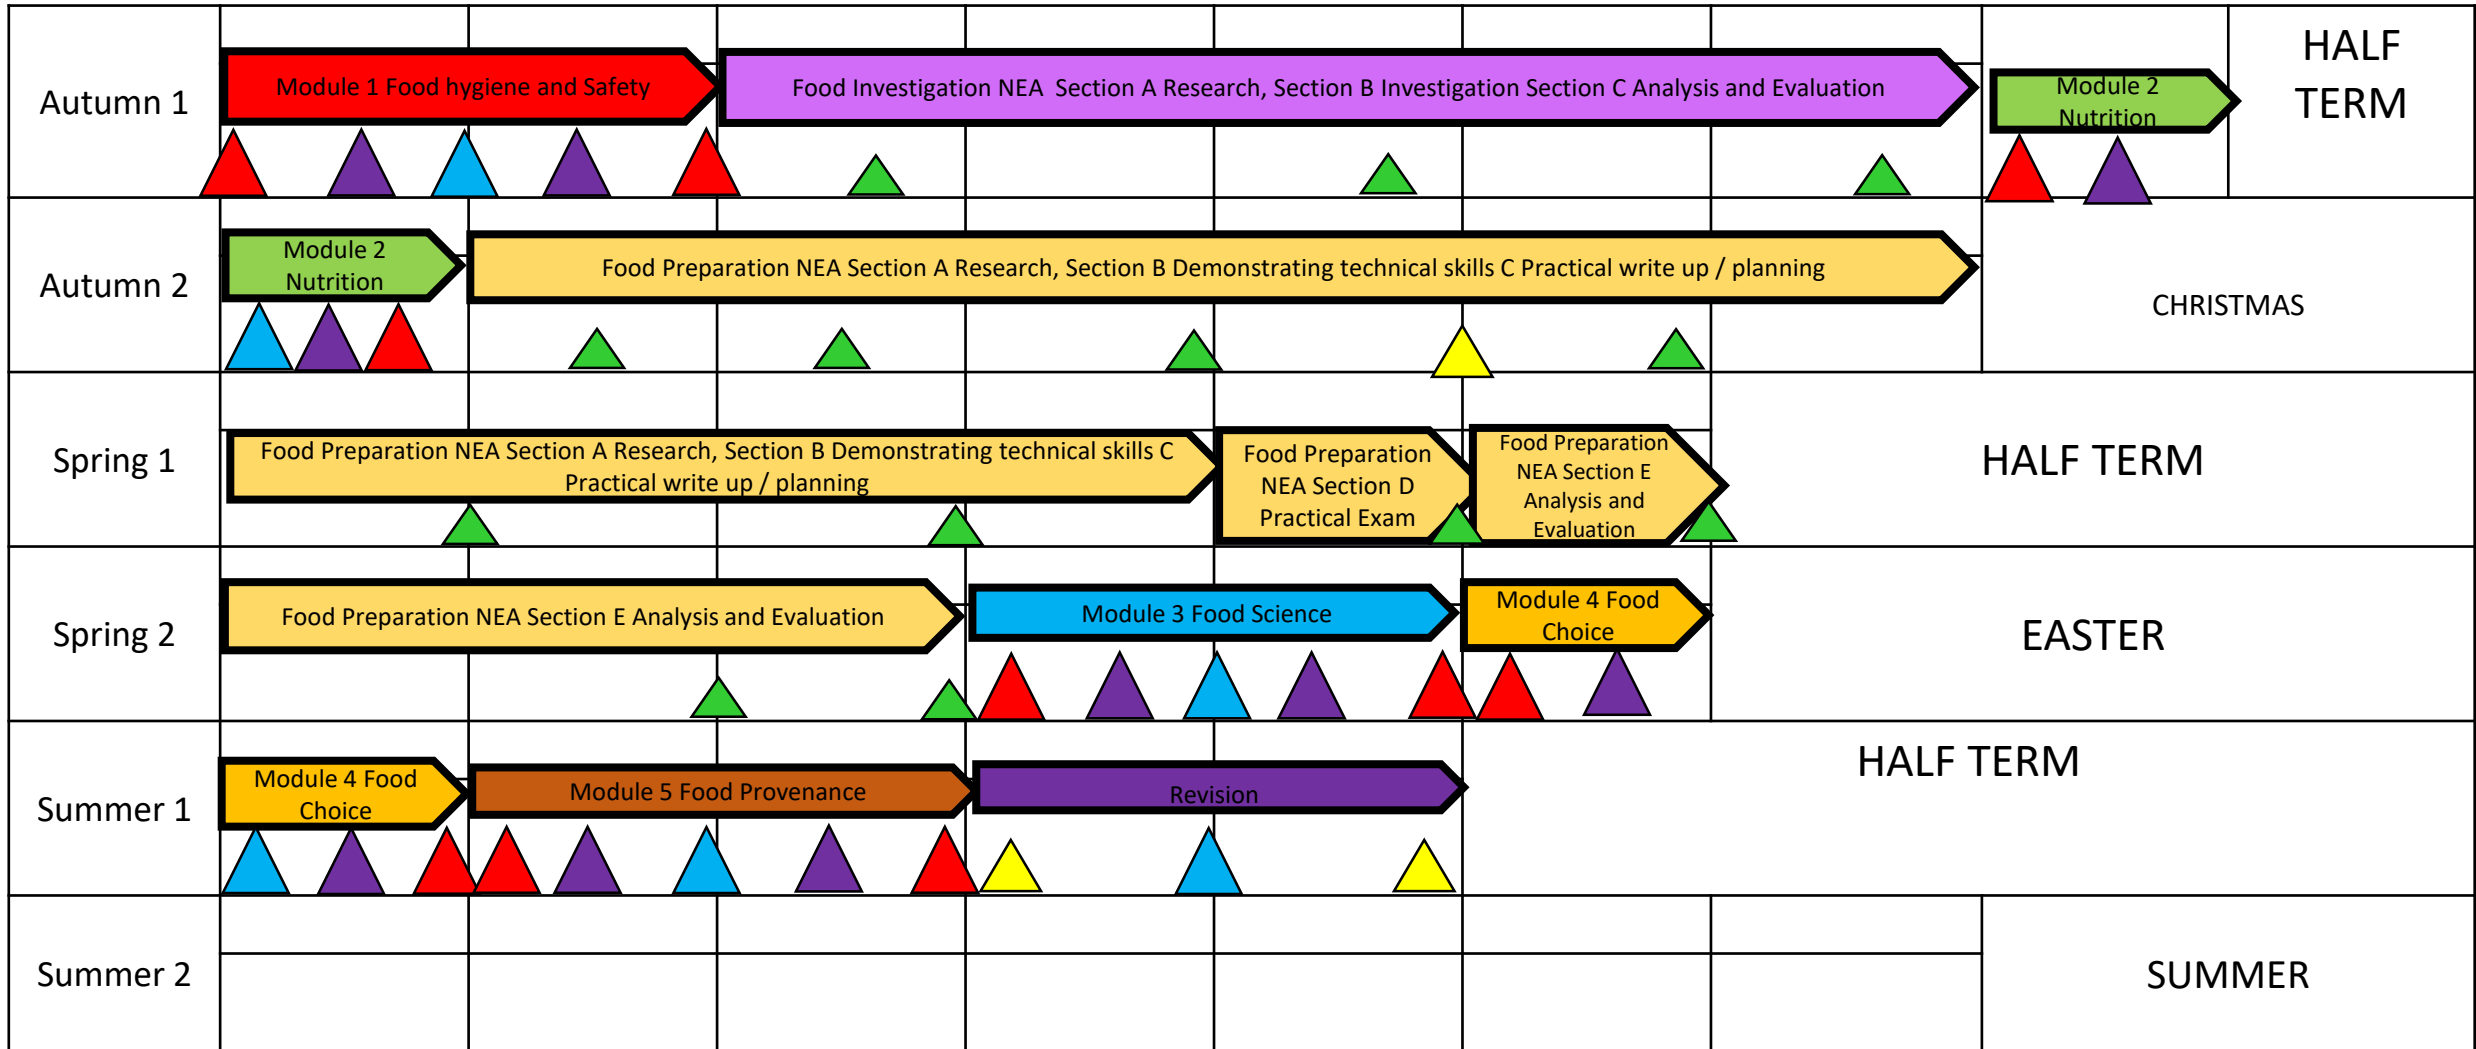 Autumn 1
Module 1 Food hygiene and Safety
Food Investigation NEA  Section A Research, Section B Investigation Section C Analysis and Evaluation
Module 2
Nutrition
HALF
TERM
Autumn 2
Module 2
Nutrition
Food Preparation NEA Section A Research, Section B Demonstrating technical skills C Practical write up / planning
CHRISTMAS
Spring 1
Food Preparation NEA Section A Research, Section B Demonstrating technical skills C
Practical write up / planning
Food Preparation
NEA Section D
Practical Exam
Food Preparation
NEA Section E
Analysis and
Evaluation
HALF TERM
Spring 2
Food Preparation NEA Section E Analysis and Evaluation
Module 3 Food Science
Module 4 Food
Choice
EASTER
Summer 1
Module 4 Food
Choice
Module 5 Food Provenance
Revision
HALF TERM
Summer 2
SUMMER